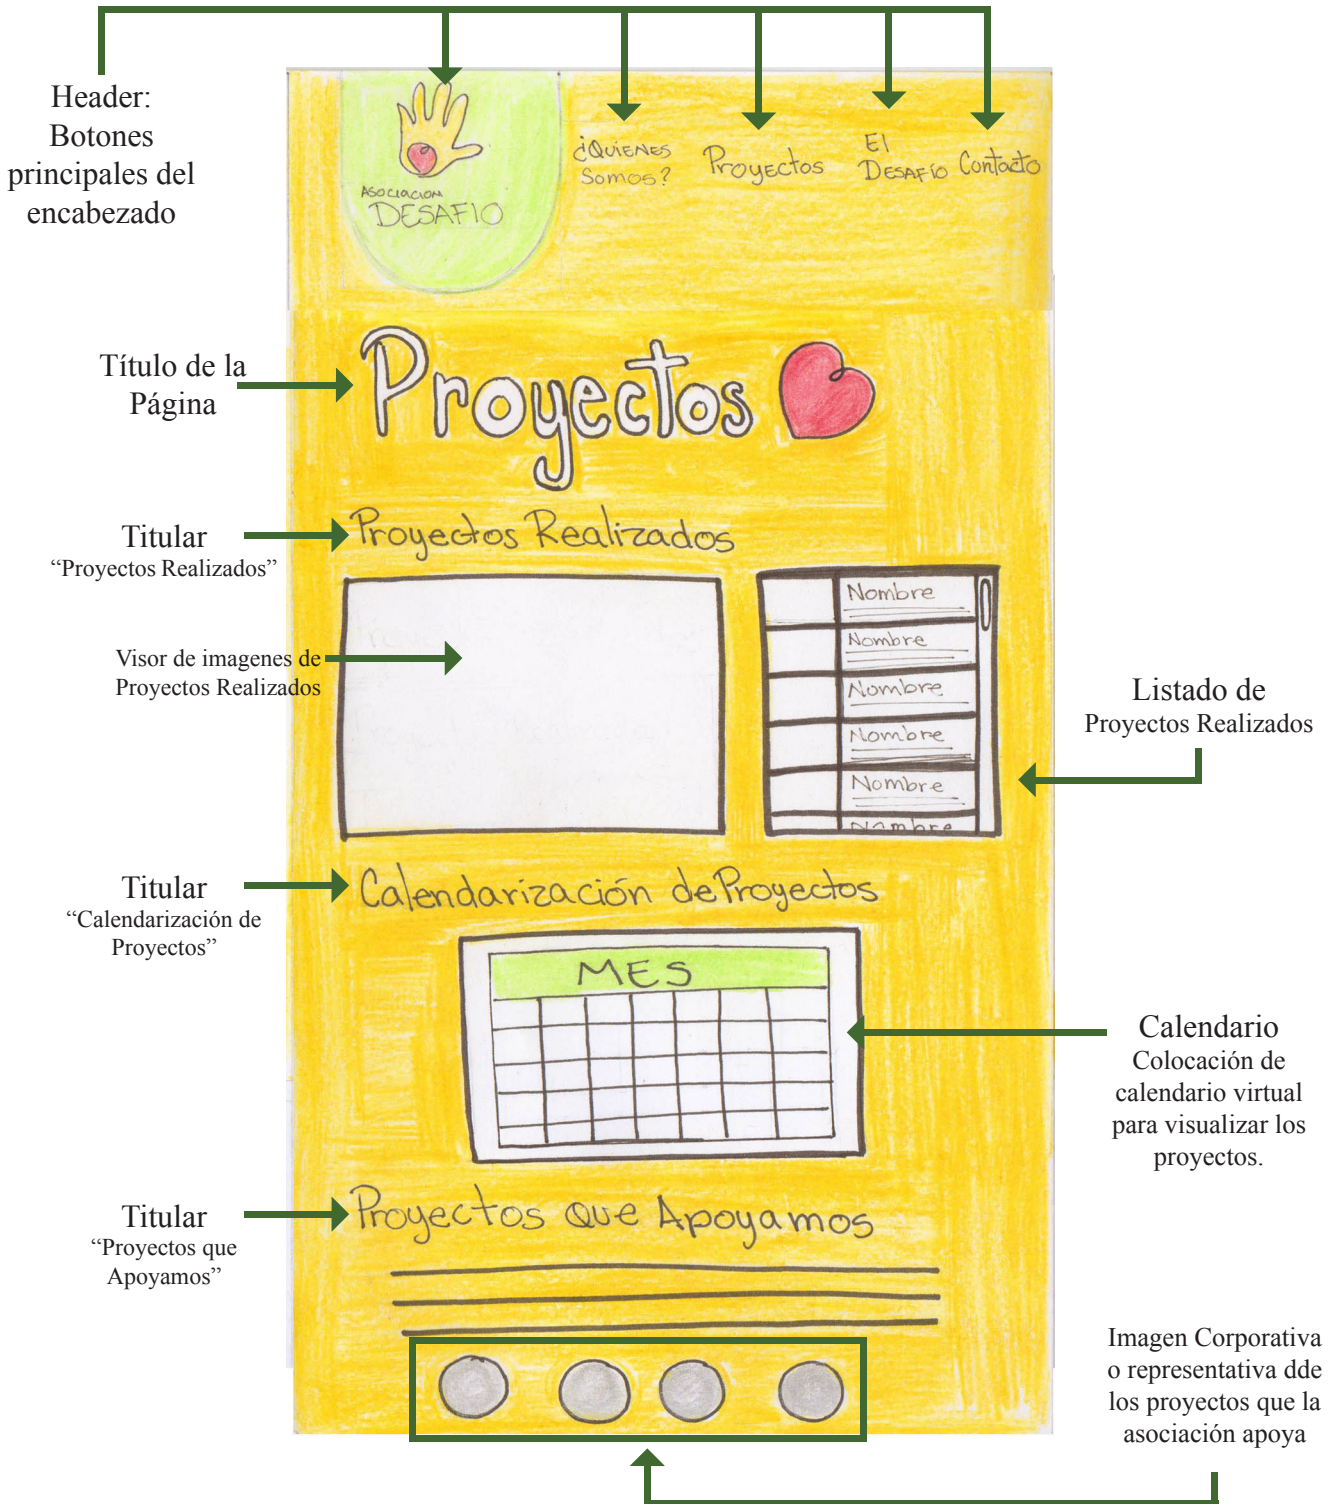 Header:
Botones
principales del
encabezado
ASOCIACION
DESAFIO
¿QUIENES
SOMOS?
Proyectos
El
DESAFÍO
Contacto
Título de la
Página
Proyectos
Titular
“Proyectos Realizados”
Proyectos Realizados
Visor de imagenes de
Proyectos Realizados
Nombre
Nombre
Nombre
Nombre
Nombre
Nombre
Listado de
Proyectos Realizados
Titular
“Calendarización de
Proyectos”
Calendarización de Proyectos
MES
Calendario
Colocación de
calendario virtual
para visualizar los
proyectos.
Titular
“Proyectos que
Apoyamos”
Proyectos que Apoyamos
Imagen Corporativa
o representativa dde
los proyectos que la
asociación apoya